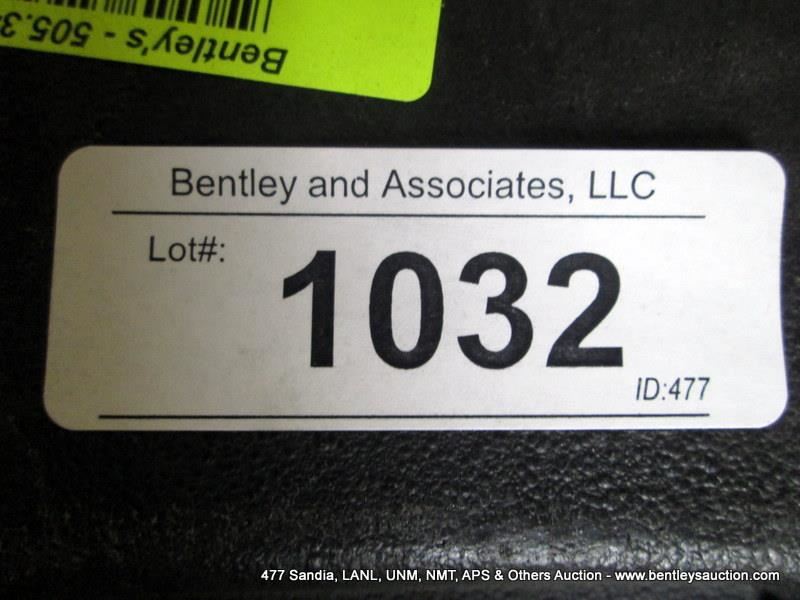 Bentley's - 505.3
Bentley and Associates, LLC
Lot#:
1032
ID:477
477 Sandia, LANL, UNM, NMT, APS & Others Auction - www.bentleysauction.com